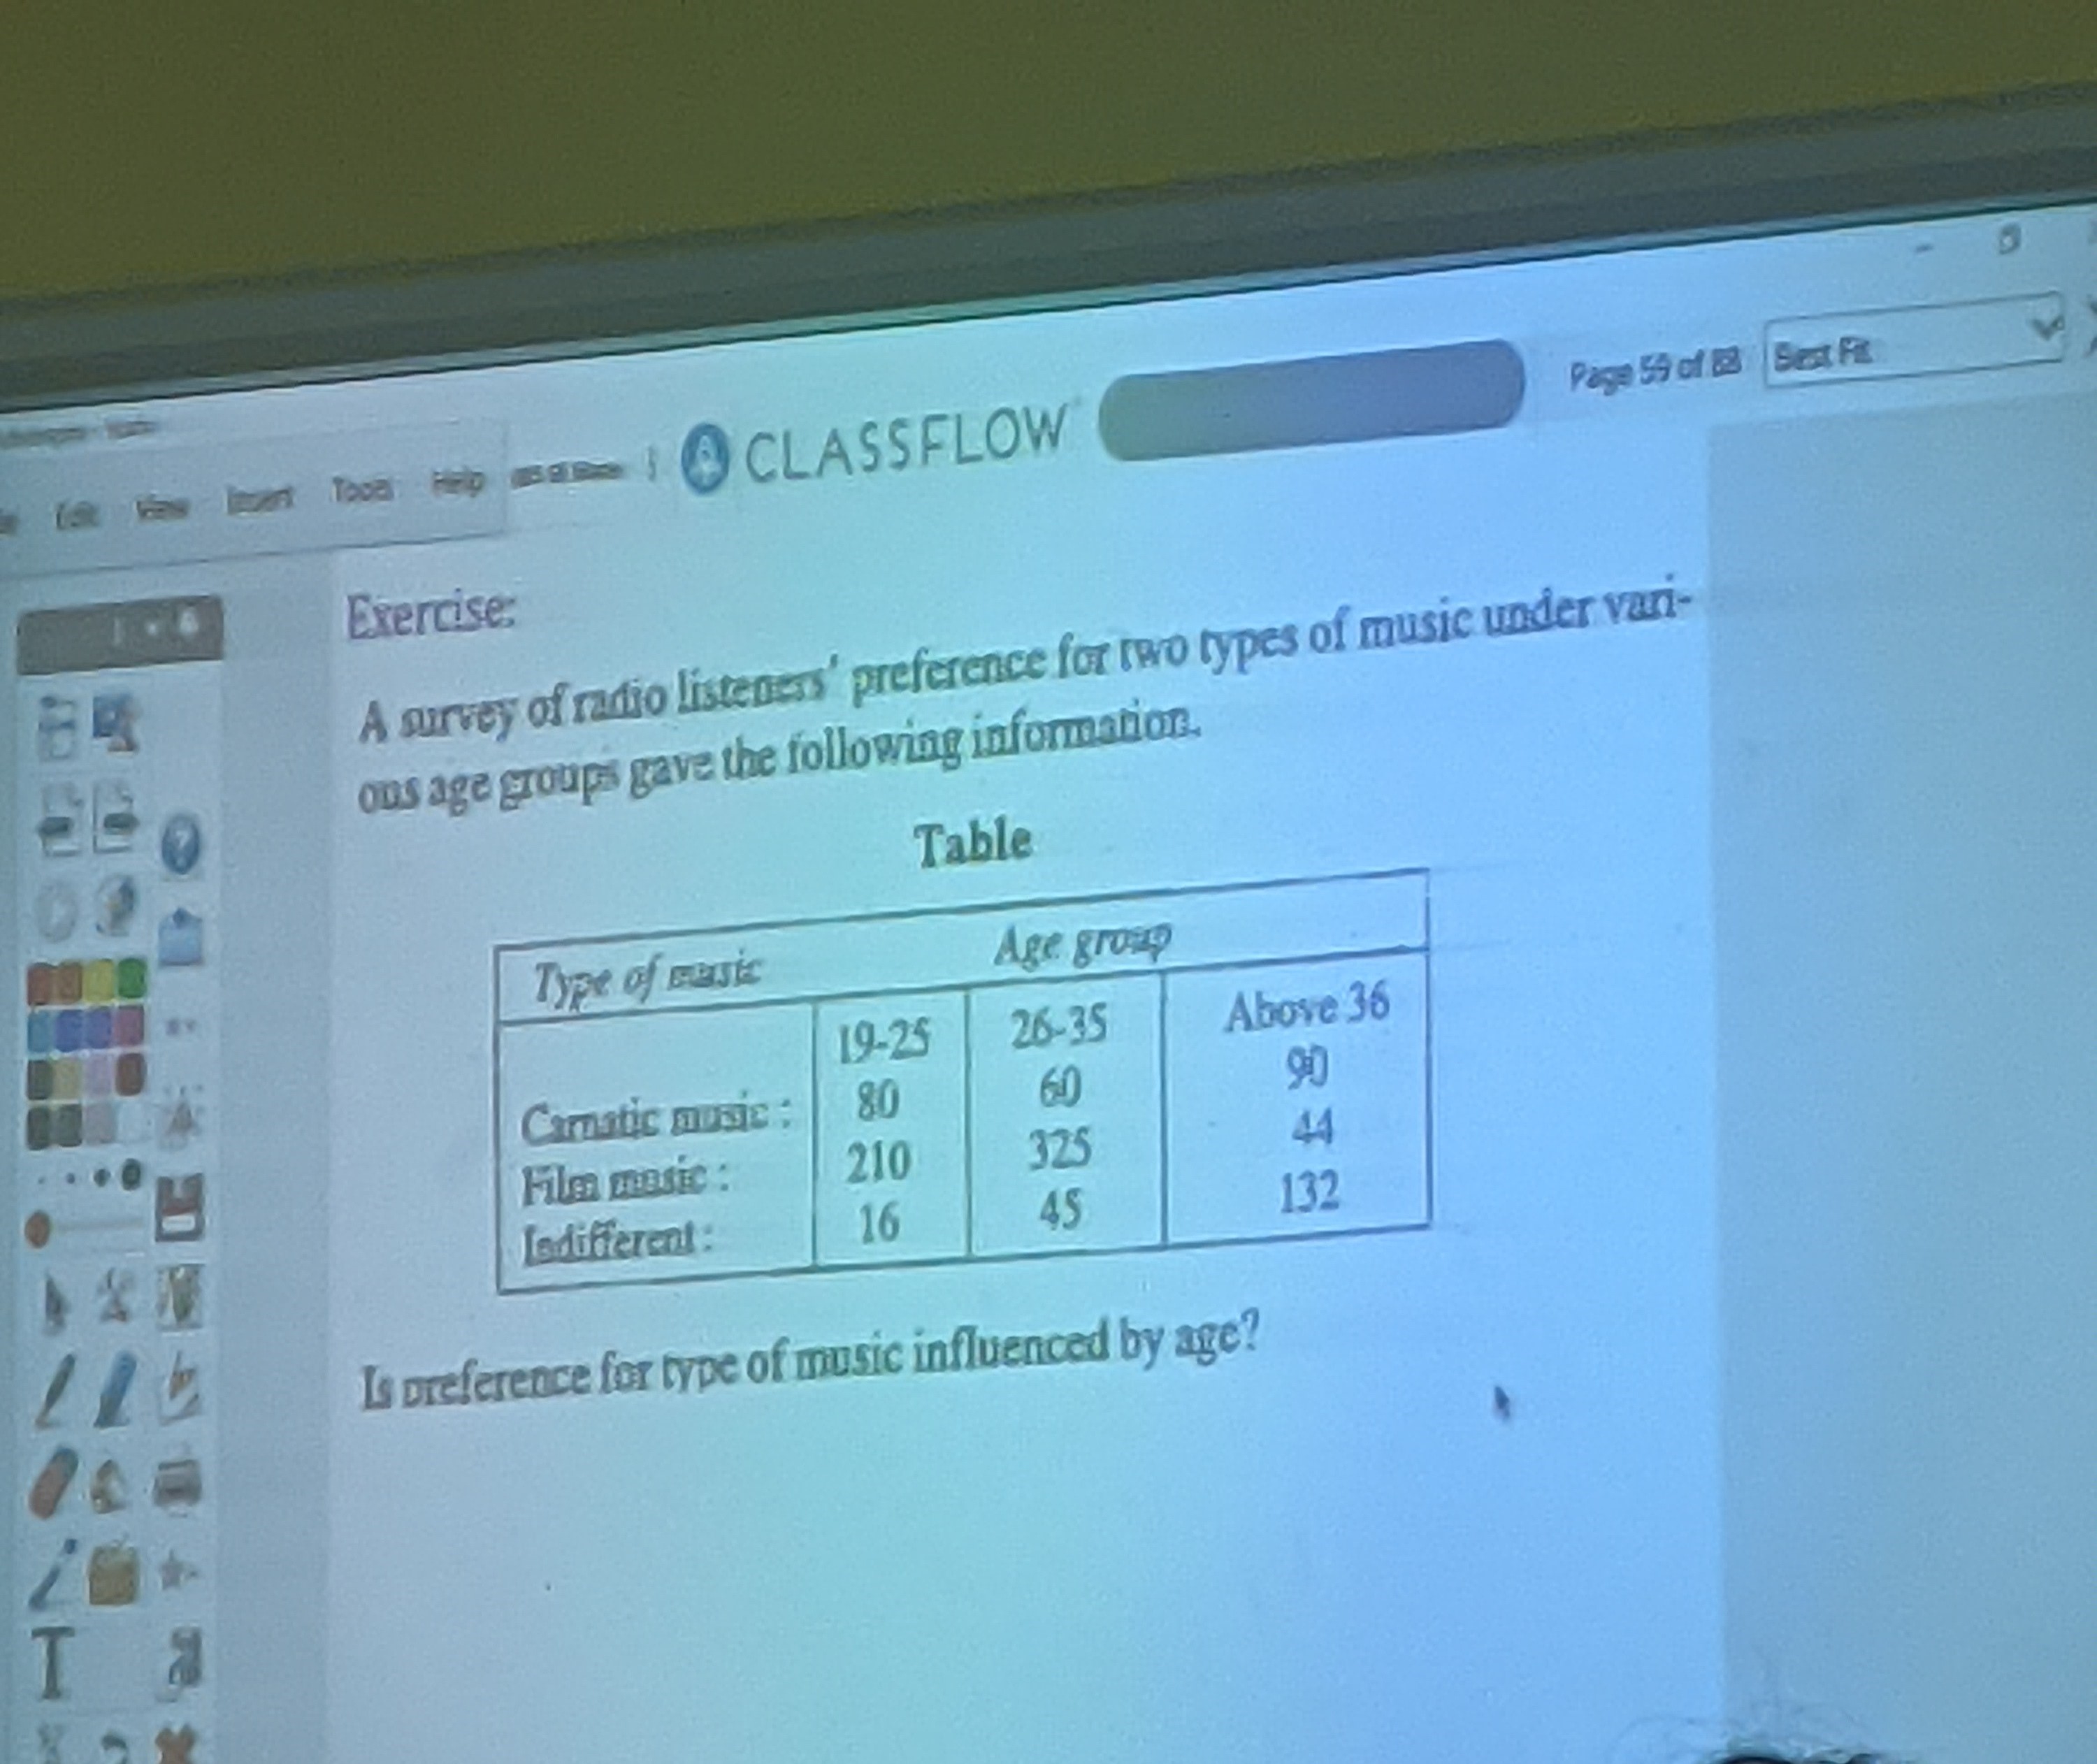 CLASSFLOW
Page 59 of 88 Best Fit
Edit View Insert Tools Help
Exercise:
A survey of radio listeners' preference for two types of music under vari-
ous age groups gave the following information.
Table
Type of music Age group
19-25 26-35 Above 36
Carnatic music : 80 60 90
Film music : 210 325 44
Indifferent : 16 45 132
Is preference for type of music influenced by age?
T a